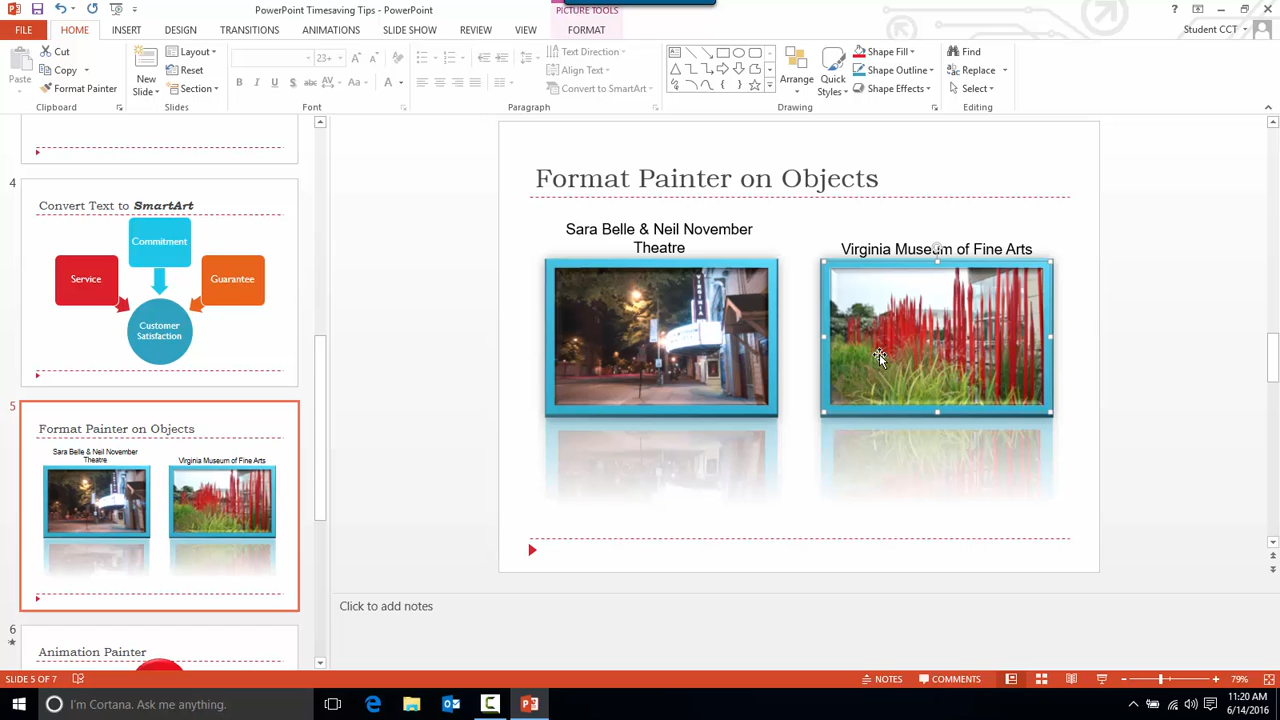 PowerPoint Timesaving Tips - PowerPoint
PICTURE TOOLS
FILE HOME INSERT DESIGN TRANSITIONS ANIMATIONS SLIDE SHOW REVIEW VIEW FORMAT
Student CCT
Paste
Cut
Copy
Format Painter
Clipboard
New Slide
Layout
Reset
Section
Slides
23+
B I U S abc AV Aa A
Font
Text Direction
Align Text
Convert to SmartArt
Paragraph
Arrange
Quick Styles
Shape Fill
Shape Outline
Shape Effects
Drawing
Find
Replace
Select
Editing
4
Convert Text to SmartArt
Commitment
Service
Guarantee
Customer
Satisfaction
5
Format Painter on Objects
Sara Belle & Neil November
Theatre
Virginia Museum of Fine Arts
6
Animation Painter
Format Painter on Objects
Sara Belle & Neil November
Theatre
Virginia Museum of Fine Arts
VIRGINIA
Click to add notes
SLIDE 5 OF 7
NOTES
COMMENTS
79%
I'm Cortana. Ask me anything.
11:20 AM
6/14/2016